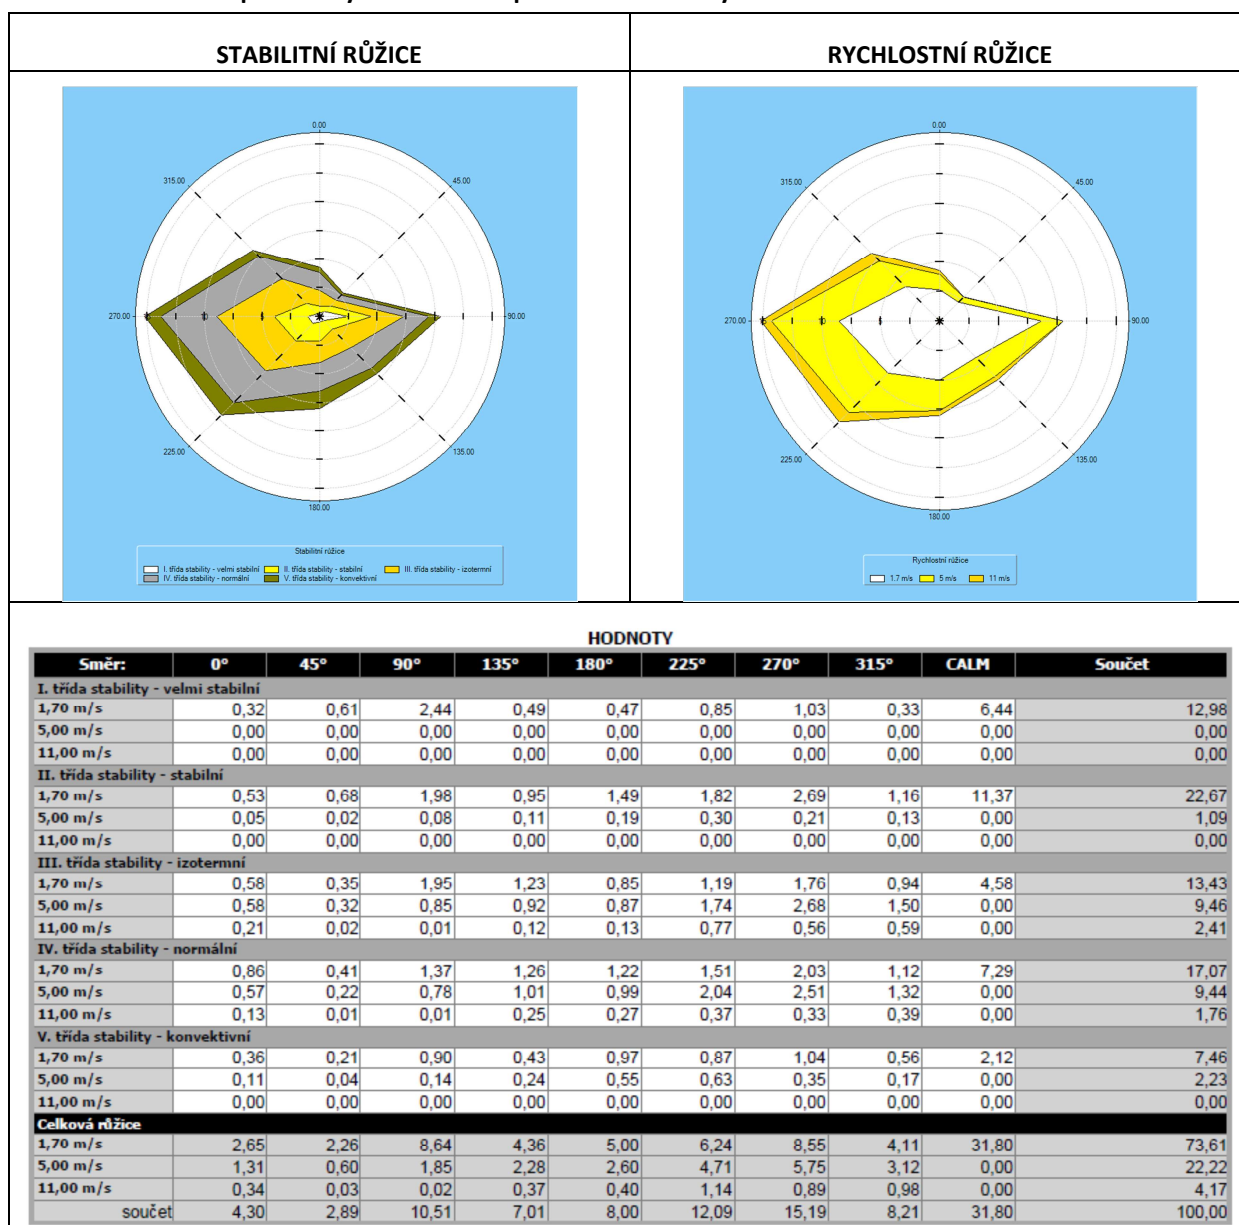 STABILITNÍ RŮŽICE
RYCHLOSTNÍ RŮŽICE
0.00
45.00
90.00
135.00
180.00
225.00
270.00
315.00
Stabilitní růžice
I. třída stability - velmi stabilní II. třída stability - stabilní III. třída stability - izotermní
IV. třída stability - normální V. třída stability - konvektivní
0.00
45.00
90.00
135.00
180.00
225.00
270.00
315.00
Rychlostní růžice
1.7 m/s 5 m/s 11 m/s
HODNOTY
Směr: 0° 45° 90° 135° 180° 225° 270° 315° CALM Součet
I. třída stability - velmi stabilní
1,70 m/s 0,32 0,61 2,44 0,49 0,47 0,85 1,03 0,33 6,44 12,98
5,00 m/s 0,00 0,00 0,00 0,00 0,00 0,00 0,00 0,00 0,00 0,00
11,00 m/s 0,00 0,00 0,00 0,00 0,00 0,00 0,00 0,00 0,00 0,00
II. třída stability - stabilní
1,70 m/s 0,53 0,68 1,98 0,95 1,49 1,82 2,69 1,16 11,37 22,67
5,00 m/s 0,05 0,02 0,08 0,11 0,19 0,30 0,21 0,13 0,00 1,09
11,00 m/s 0,00 0,00 0,00 0,00 0,00 0,00 0,00 0,00 0,00 0,00
III. třída stability - izotermní
1,70 m/s 0,58 0,35 1,95 1,23 0,85 1,19 1,76 0,94 4,58 13,43
5,00 m/s 0,58 0,32 0,85 0,92 0,87 1,74 2,68 1,50 0,00 9,46
11,00 m/s 0,21 0,02 0,01 0,12 0,13 0,77 0,56 0,59 0,00 2,41
IV. třída stability - normální
1,70 m/s 0,86 0,41 1,37 1,26 1,22 1,51 2,03 1,12 7,29 17,07
5,00 m/s 0,57 0,22 0,78 1,01 0,99 2,04 2,51 1,32 0,00 9,44
11,00 m/s 0,13 0,01 0,01 0,25 0,27 0,37 0,33 0,39 0,00 1,76
V. třída stability - konvektivní
1,70 m/s 0,36 0,21 0,90 0,43 0,97 0,87 1,04 0,56 2,12 7,46
5,00 m/s 0,11 0,04 0,14 0,24 0,55 0,63 0,35 0,17 0,00 2,23
11,00 m/s 0,00 0,00 0,00 0,00 0,00 0,00 0,00 0,00 0,00 0,00
Celková růžice
1,70 m/s 2,65 2,26 8,64 4,36 5,00 6,24 8,55 4,11 31,80 73,61
5,00 m/s 1,31 0,60 1,85 2,28 2,60 4,71 5,75 3,12 0,00 22,22
11,00 m/s 0,34 0,03 0,02 0,37 0,40 1,14 0,89 0,98 0,00 4,17
součet 4,30 2,89 10,51 7,01 8,00 12,09 15,19 8,21 31,80 100,00